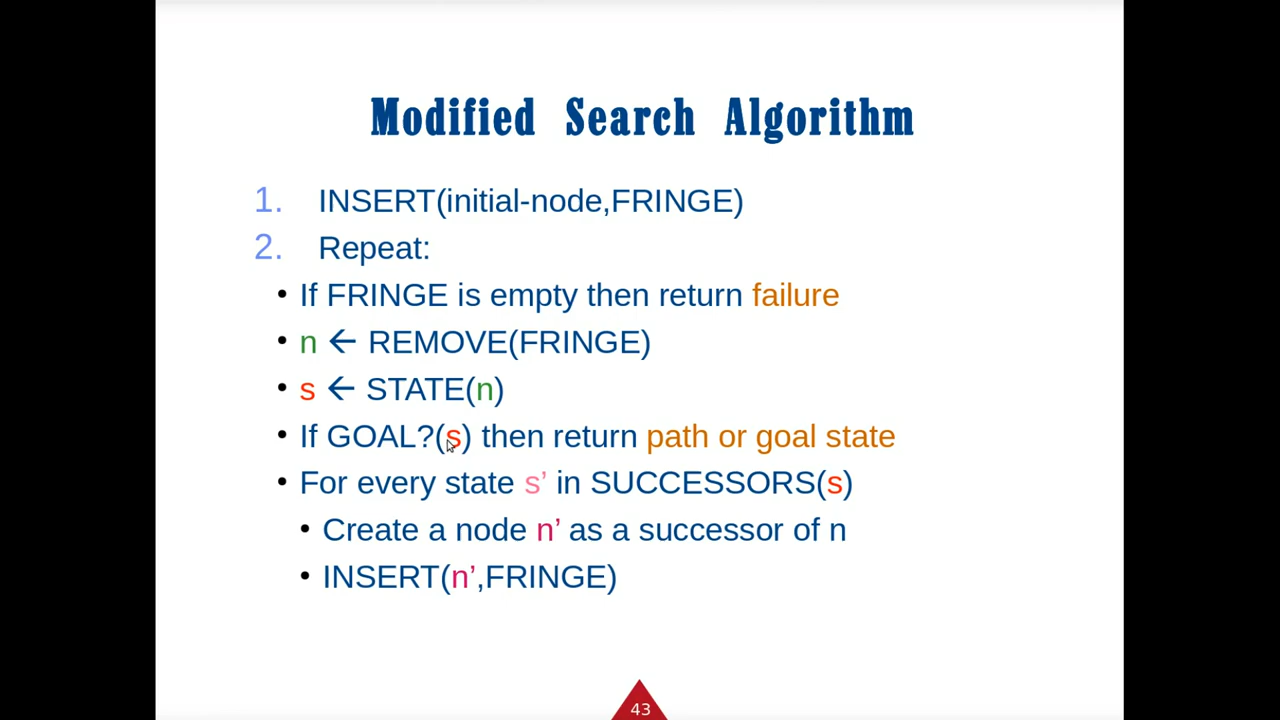 Modified Search Algorithm
1. INSERT(initial-node,FRINGE)
2. Repeat:
• If FRINGE is empty then return failure
• n ← REMOVE(FRINGE)
• s ← STATE(n)
• If GOAL?(s) then return path or goal state
• For every state s’ in SUCCESSORS(s)
• Create a node n’ as a successor of n
• INSERT(n’,FRINGE)
43